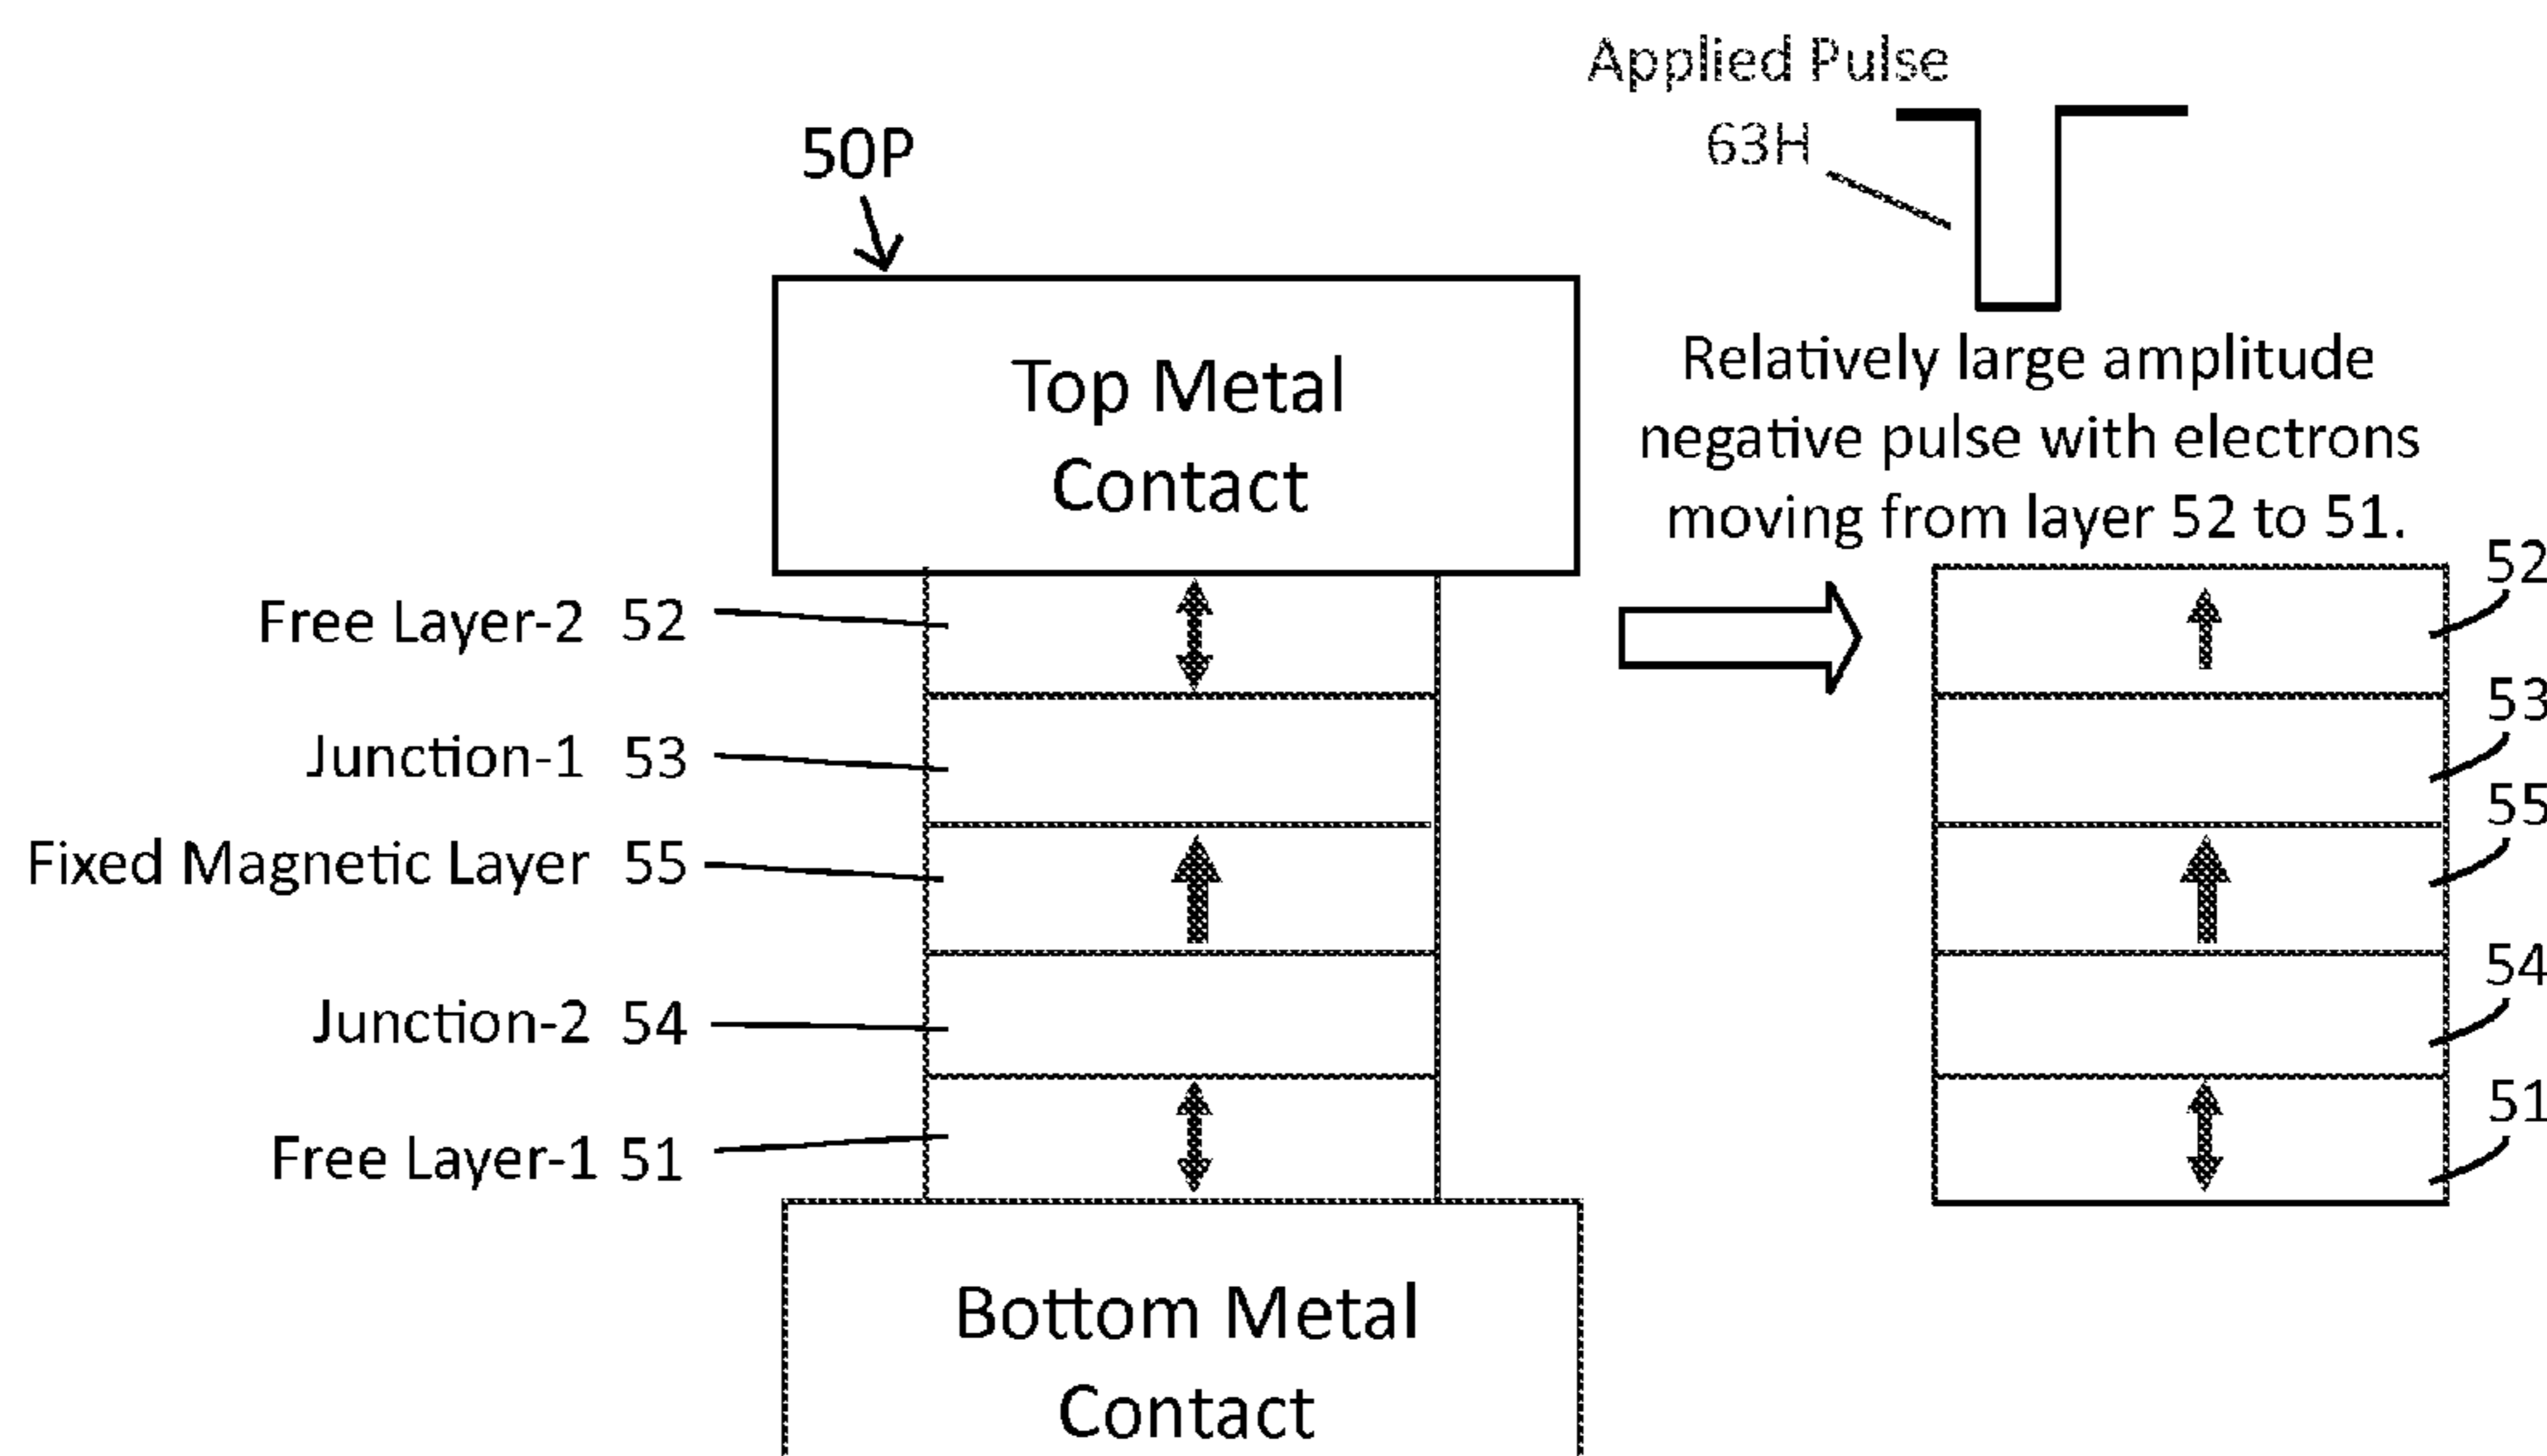 Applied Pulse
63H
50P
Top Metal
Contact
Relatively large amplitude
negative pulse with electrons
moving from layer 52 to 51.
Free Layer-2 52
Junction-1 53
Fixed Magnetic Layer 55
Junction-2 54
Free Layer-1 51
Bottom Metal
Contact
52
53
55
54
51